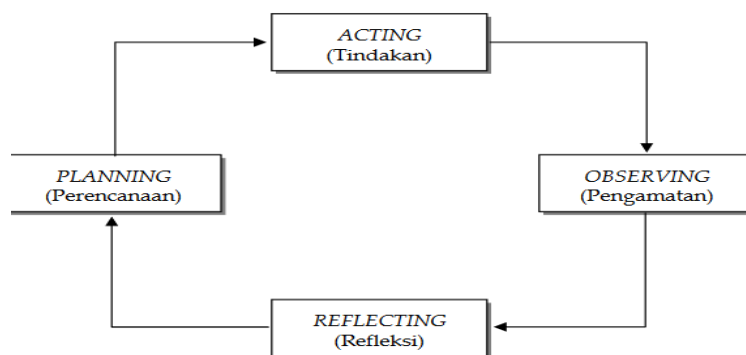 ACTING
(Tindakan)
PLANNING
(Perencanaan)
OBSERVING
(Pengamatan)
REFLECTING
(Refleksi)